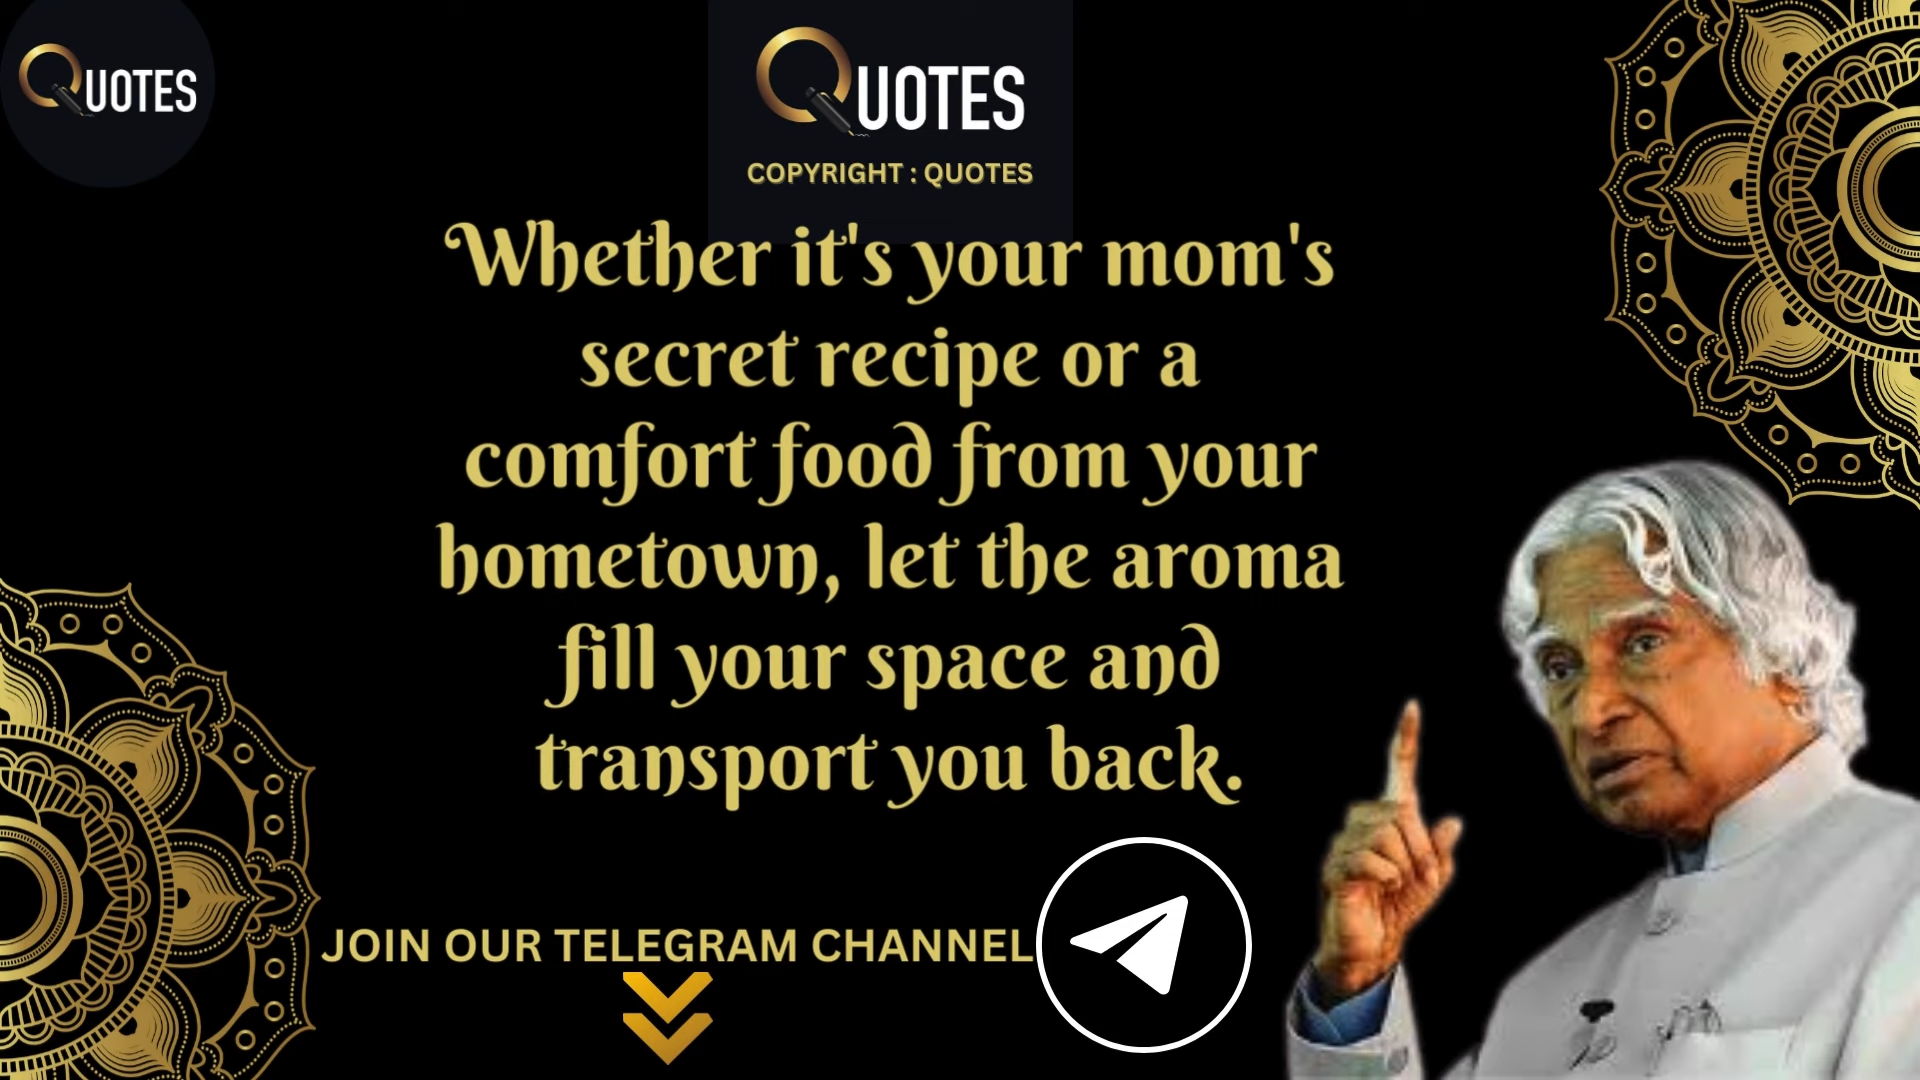 QUOTES
QUOTES
COPYRIGHT : QUOTES
Whether it's your mom's
secret recipe or a
comfort food from your
hometown, let the aroma
fill your space and
transport you back.
JOIN OUR TELEGRAM CHANNEL